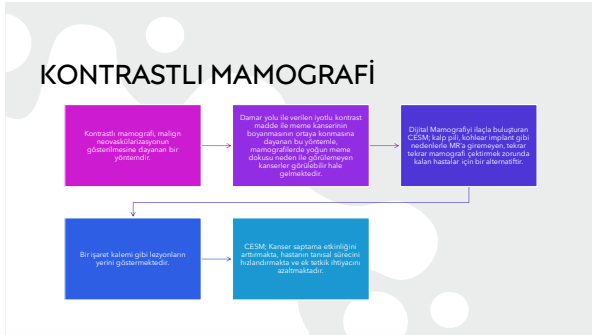 KONTRASTLI MAMOGRAFİ
Kontrastlı mamografi, malign
neovaskülarizasyonun
gösterilmesine dayanan bir
yöntemdir.
Damar yolu ile verilen iyotlu kontrast
madde ile meme kanserinin
boyanmasının ortaya konmasına
dayanan bu yöntemle,
mamografilerde yoğun meme
dokusu neden ile görülemeyen
kanserler görülebilir hale
gelmektedir.
Dijital Mamografiyi ilaçla buluşturan
CESM; kalp pili, kohlear implant gibi
nedenlerle MR'a giremeyen, tekrar
tekrar mamografi çektirmek zorunda
kalan hastalar için bir alternatiftir.
Bir işaret kalemi gibi lezyonların
yerini göstermektedir.
CESM; Kanser saptama etkinliğini
arttırmakta, hastanın tanısal sürecini
hızlandırmakta ve ek tetkik ihtiyacını
azaltmaktadır.